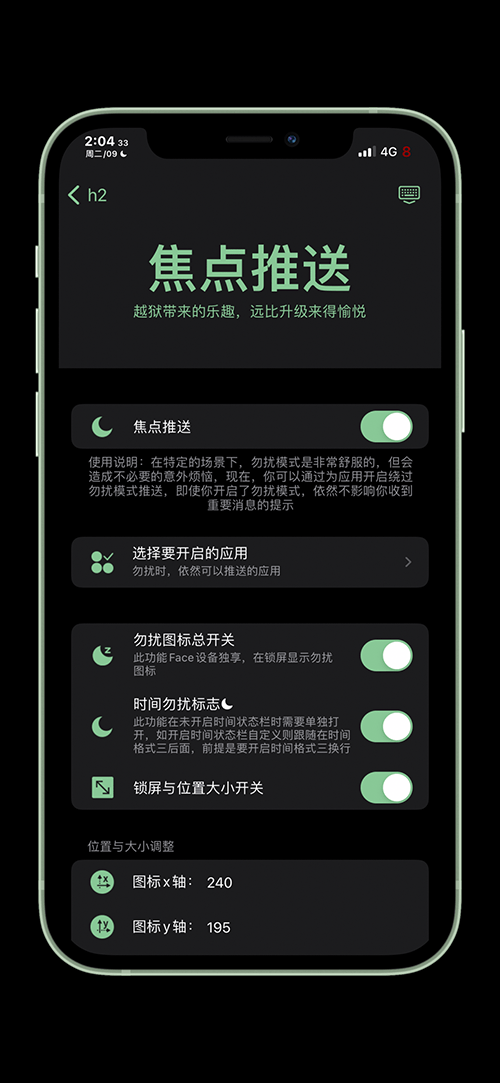 2:04 33
周二/09
4G 8
h2
焦点推送
越狱带来的乐趣，远比升级来得愉悦
焦点推送
使用说明：在特定的场景下，勿扰模式是非常舒服的，但会
造成不必要的意外烦恼，现在，你可以通过为应用开启绕过
勿扰模式推送，即使你开启了勿扰模式，依然不影响你收到
重要消息的提示
选择要开启的应用
勿扰时，依然可以推送的应用
勿扰图标总开关
此功能Face设备独享，在锁屏显示勿扰
图标
时间勿扰标志
此功能在未开启时间状态栏时需要单独打
开，如开启时间状态栏自定义则跟随在时间
格式三后面，前提是要开启时间格式三换行
锁屏与位置大小开关
位置与大小调整
图标x轴： 240
图标y轴： 195